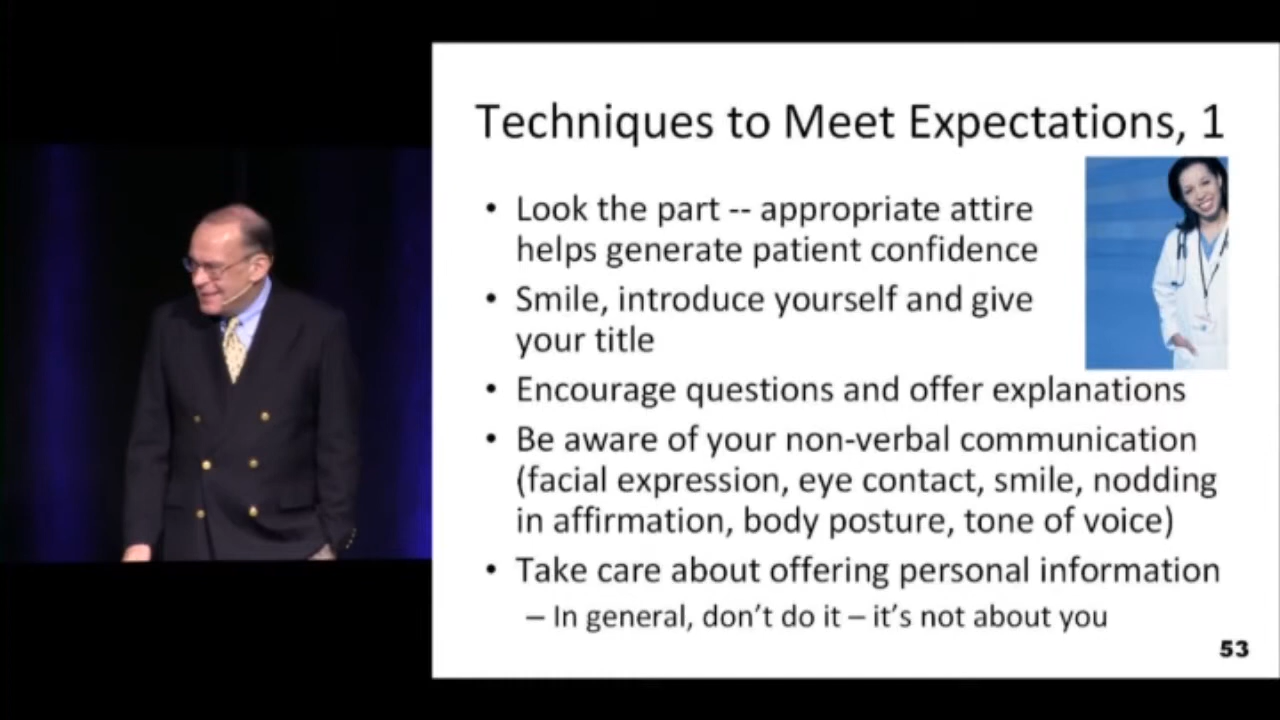 Techniques to Meet Expectations, 1
• Look the part -- appropriate attire
helps generate patient confidence
• Smile, introduce yourself and give
your title
• Encourage questions and offer explanations
• Be aware of your non-verbal communication
(facial expression, eye contact, smile, nodding
in affirmation, body posture, tone of voice)
• Take care about offering personal information
– In general, don’t do it – it’s not about you
53